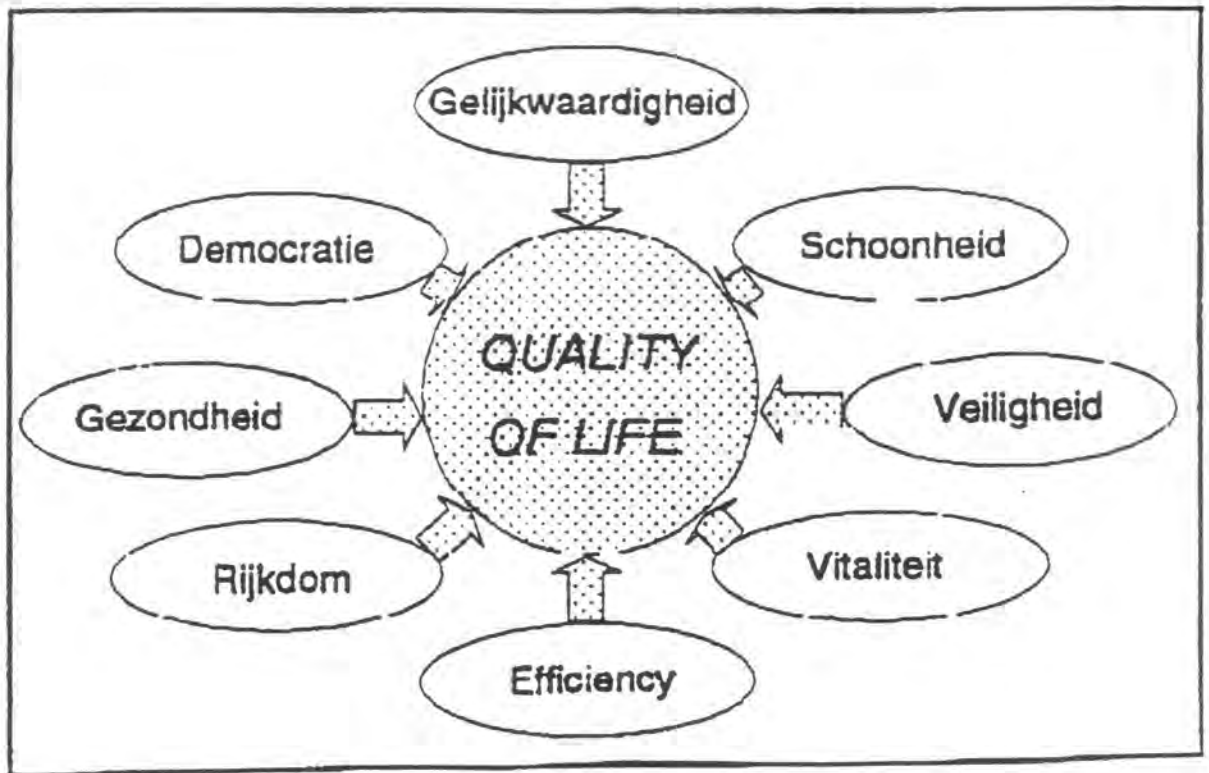 Gelijkwaardigheid
Democratie
Schoonheid
QUALITY
OF LIFE
Gezondheid
Veiligheid
Rijkdom
Vitaliteit
Efficiency